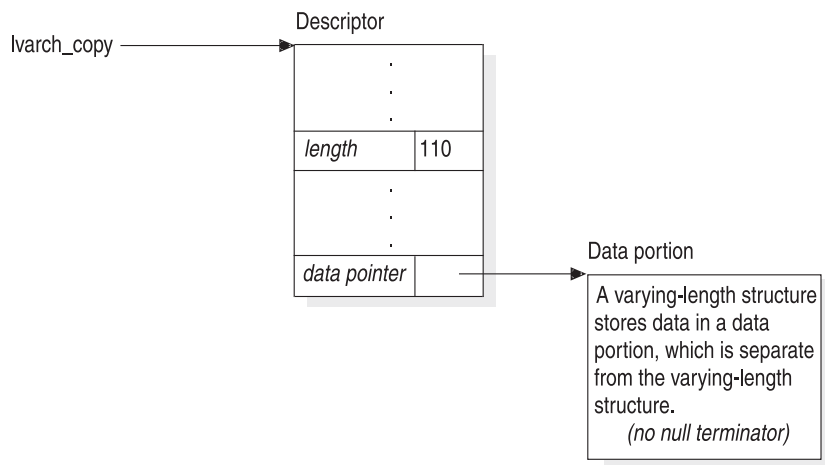 Descriptor
lvarch_copy
.
.
.
length 110
.
.
.
data pointer
Data portion
A varying-length structure
stores data in a data
portion, which is separate
from the varying-length
structure.
(no null terminator)